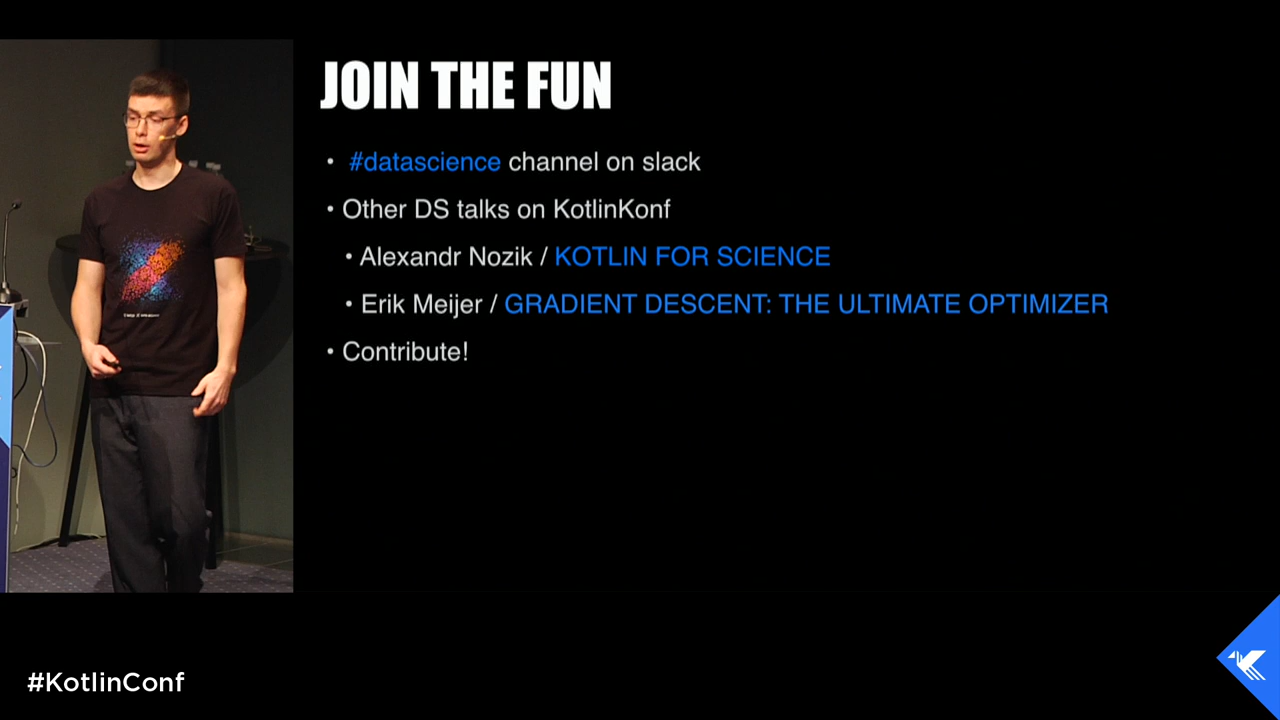 JOIN THE FUN
• #datascience channel on slack
• Other DS talks on KotlinKonf
• Alexandr Nozik / KOTLIN FOR SCIENCE
• Erik Meijer / GRADIENT DESCENT: THE ULTIMATE OPTIMIZER
• Contribute!
#KotlinConf